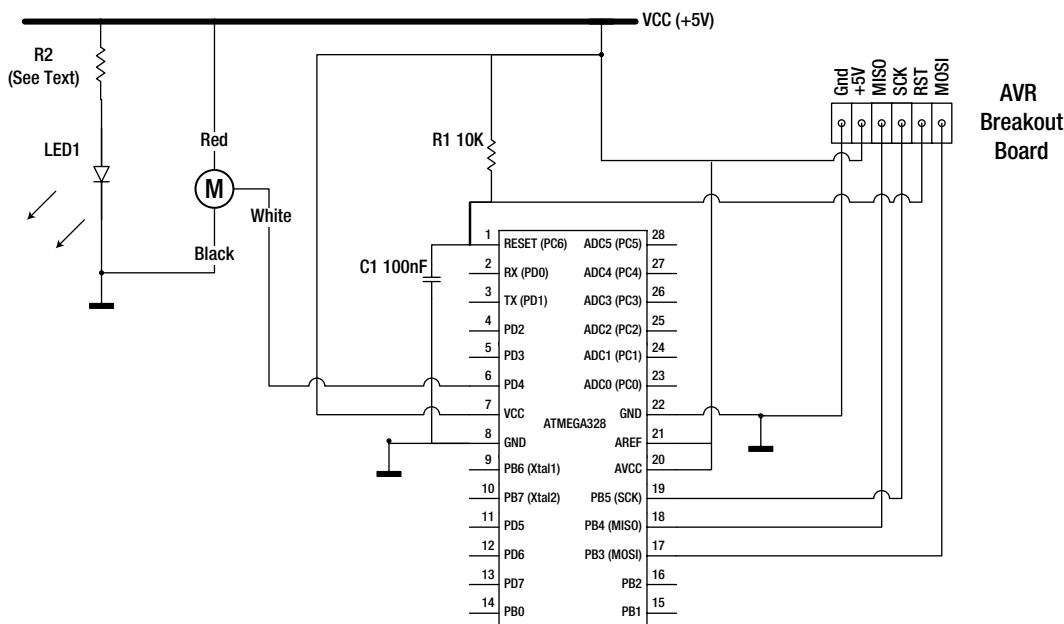 VCC (+5V)
R2
(See Text)
LED1
Red
M
White
Black
R1 10K
C1 100nF
Gnd
+5V
MISO
SCK
RST
MOSI
AVR
Breakout
Board
1 RESET (PC6)
2 RX (PD0)
3 TX (PD1)
4 PD2
5 PD3
6 PD4
7 VCC
8 GND
9 PB6 (Xtal1)
10 PB7 (Xtal2)
11 PD5
12 PD6
13 PD7
14 PB0
ATMEGA328
ADC5 (PC5) 28
ADC4 (PC4) 27
ADC3 (PC3) 26
ADC2 (PC2) 25
ADC1 (PC1) 24
ADC0 (PC0) 23
GND 22
AREF 21
AVCC 20
PB5 (SCK) 19
PB4 (MISO) 18
PB3 (MOSI) 17
PB2 16
PB1 15